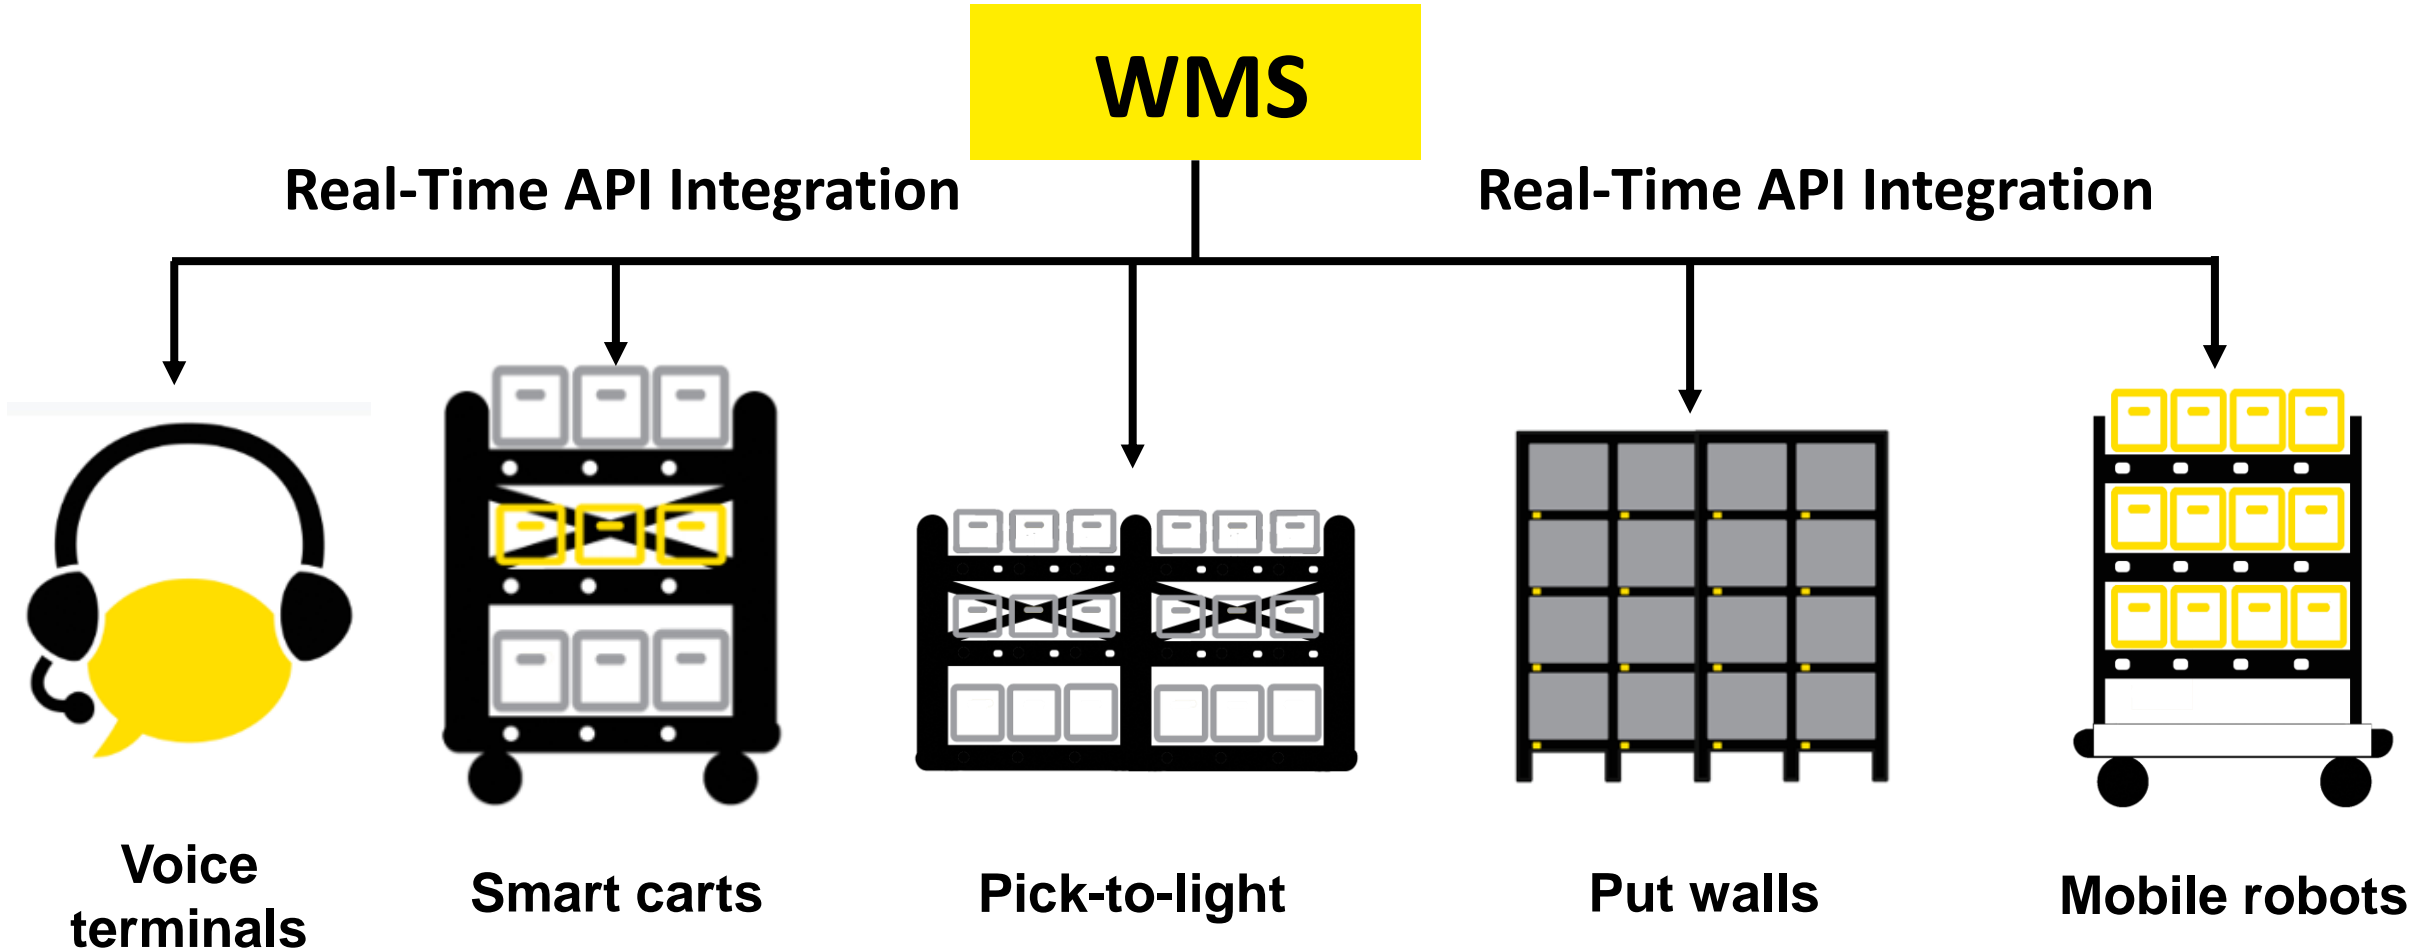 WMS
Real-Time API Integration
Real-Time API Integration
Voice
terminals
Smart carts
Pick-to-light
Put walls
Mobile robots